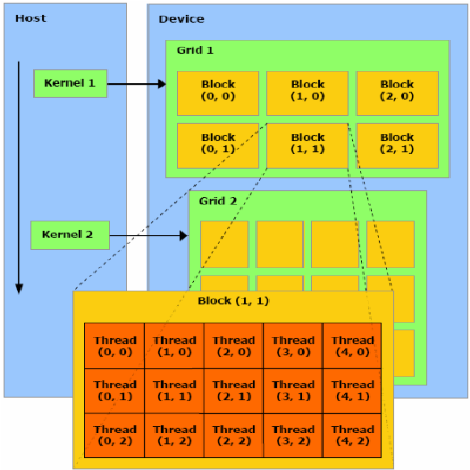 Host
Device
Grid 1
Kernel 1
Block Block Block
(0, 0) (1, 0) (2, 0)
Block Block Block
(0, 1) (1, 1) (2, 1)
Grid 2
Kernel 2
Block (1, 1)
Thread Thread Thread Thread Thread
(0, 0) (1, 0) (2, 0) (3, 0) (4, 0)
Thread Thread Thread Thread Thread
(0, 1) (1, 1) (2, 1) (3, 1) (4, 1)
Thread Thread Thread Thread Thread
(0, 2) (1, 2) (2, 2) (3, 2) (4, 2)